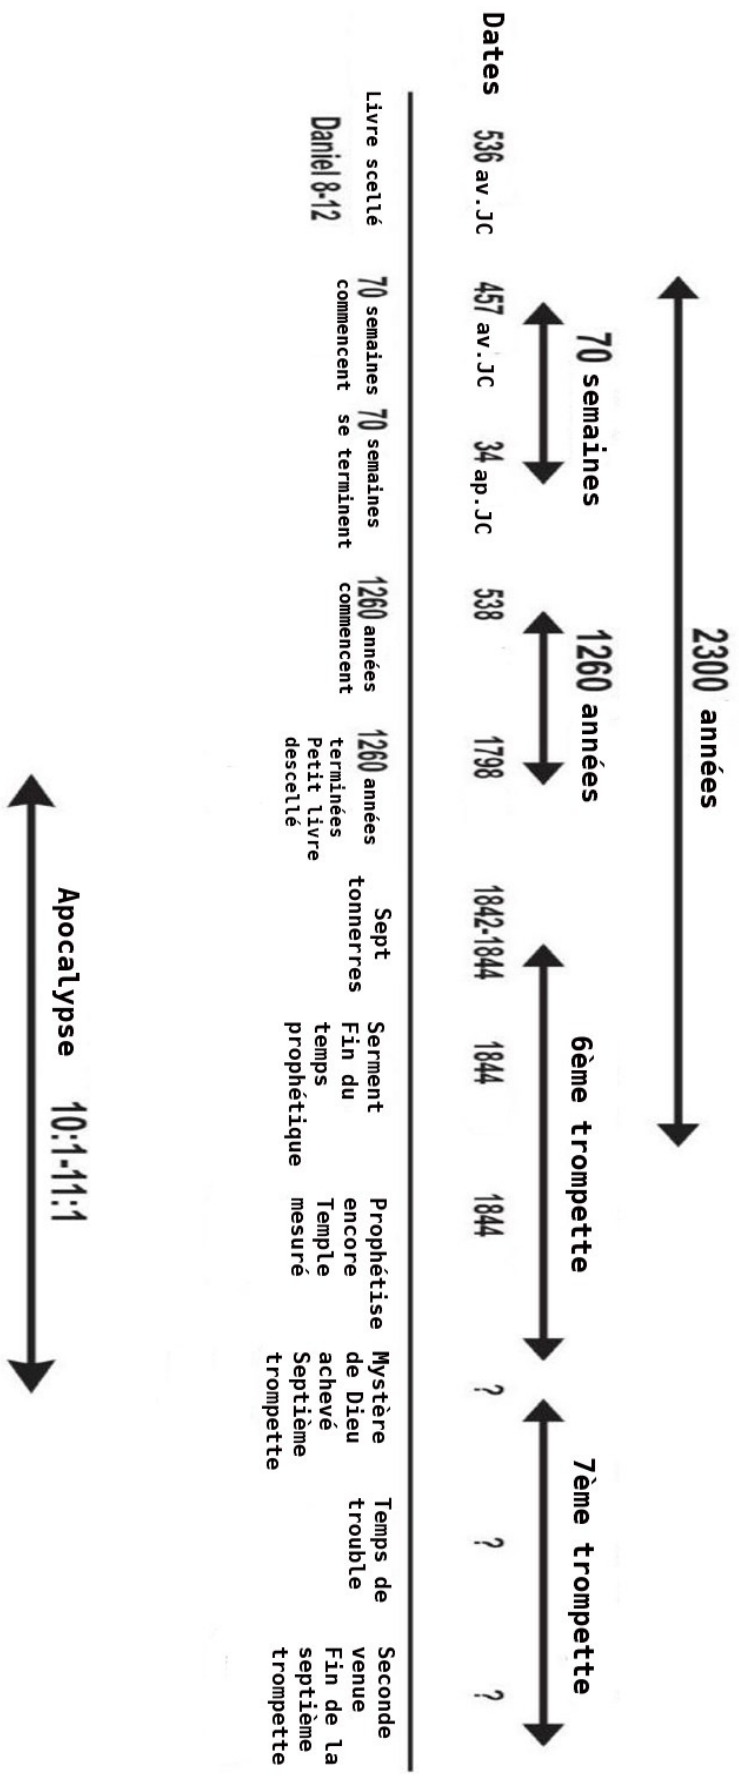 2300 années
70 semaines
1260 années
6ème trompette
7ème trompette
Dates
536 av.JC
457 av.JC
34 ap.JC
538
1798
1842-1844
1844
1844
?
?
?
Livre scellé
Daniel 8-12
70 semaines
commencent
70 semaines
se terminent
1260 années
commencent
1260 années
terminées
Petit livre
descellé
Sept
tonnerres
Serment
Fin du
temps
prophétique
Prophétise
encore
Temple
mesuré
Mystère
de Dieu
achevé
Septième
trompette
Temps de
trouble
Seconde
venue
Fin de la
septième
trompette
Apocalypse 10:1-11:1